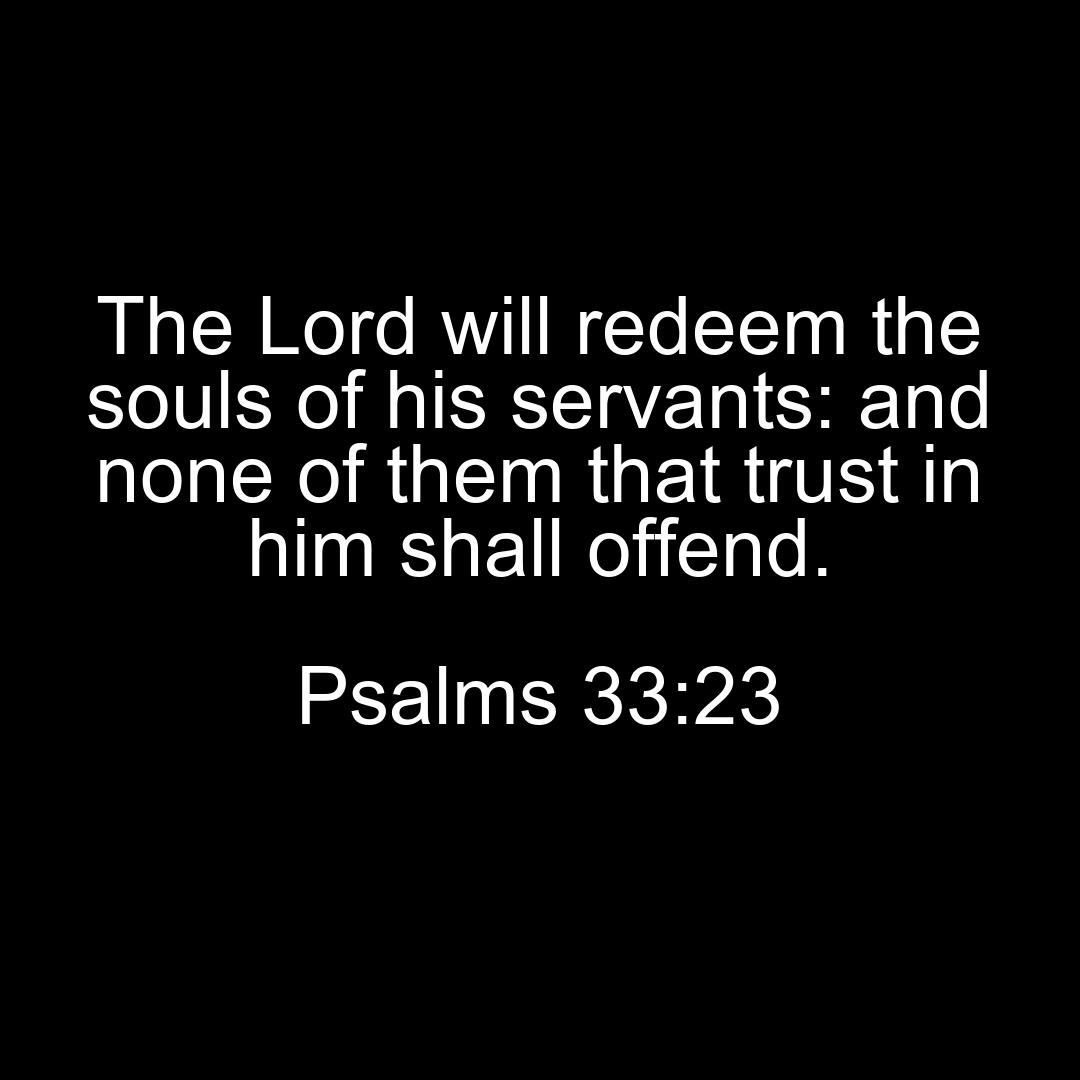 The Lord will redeem the
souls of his servants: and
none of them that trust in
him shall offend.
Psalms 33:23